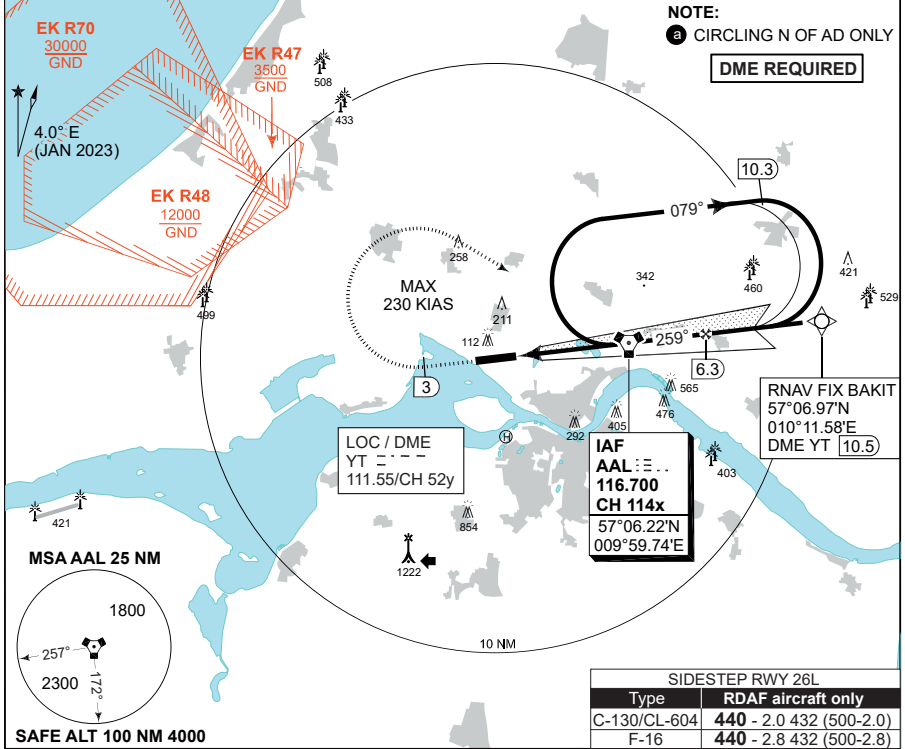 NOTE:
a CIRCLING N OF AD ONLY
DME REQUIRED
EK R70
30000
GND
EK R47
3500
GND
508
433
4.0° E
(JAN 2023)
EK R48
12000
GND
499
10.3
079°
258
MAX
230 KIAS
342
460
421
529
211
112
259°
6.3
3
RNAV FIX BAKIT
57°06.97'N
010°11.58'E
DME YT 10.5
565
476
405
292
H
403
LOC / DME
YT
111.55/CH 52y
IAF
AAL
116.700
CH 114x
57°06.22'N
009°59.74'E
421
854
1222
MSA AAL 25 NM
1800
257°
2300
172°
SAFE ALT 100 NM 4000
10 NM
SIDESTEP RWY 26L
Type RDAF aircraft only
C-130/CL-604 440 - 2.0 432 (500-2.0)
F-16 440 - 2.8 432 (500-2.8)